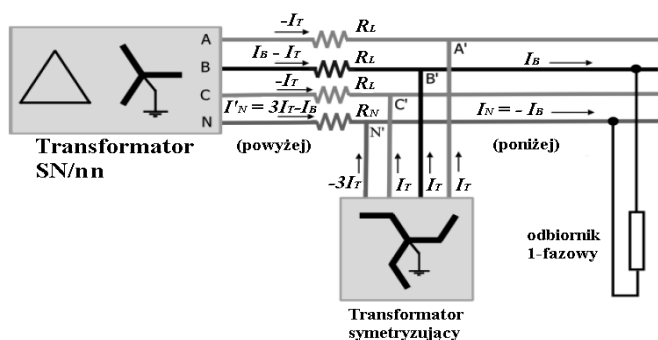 -I_T R_L
A
I_B - I_T R_L A' I_B
B
-I_T R_L B'
C
I'_N = 3I_T-I_B R_N C' I_N = - I_B
N
N'
Transformator
SN/nn
(powyżej) (poniżej)
-3I_T I_T I_T I_T
odbiornik
1-fazowy
Transformator
symetryzujący